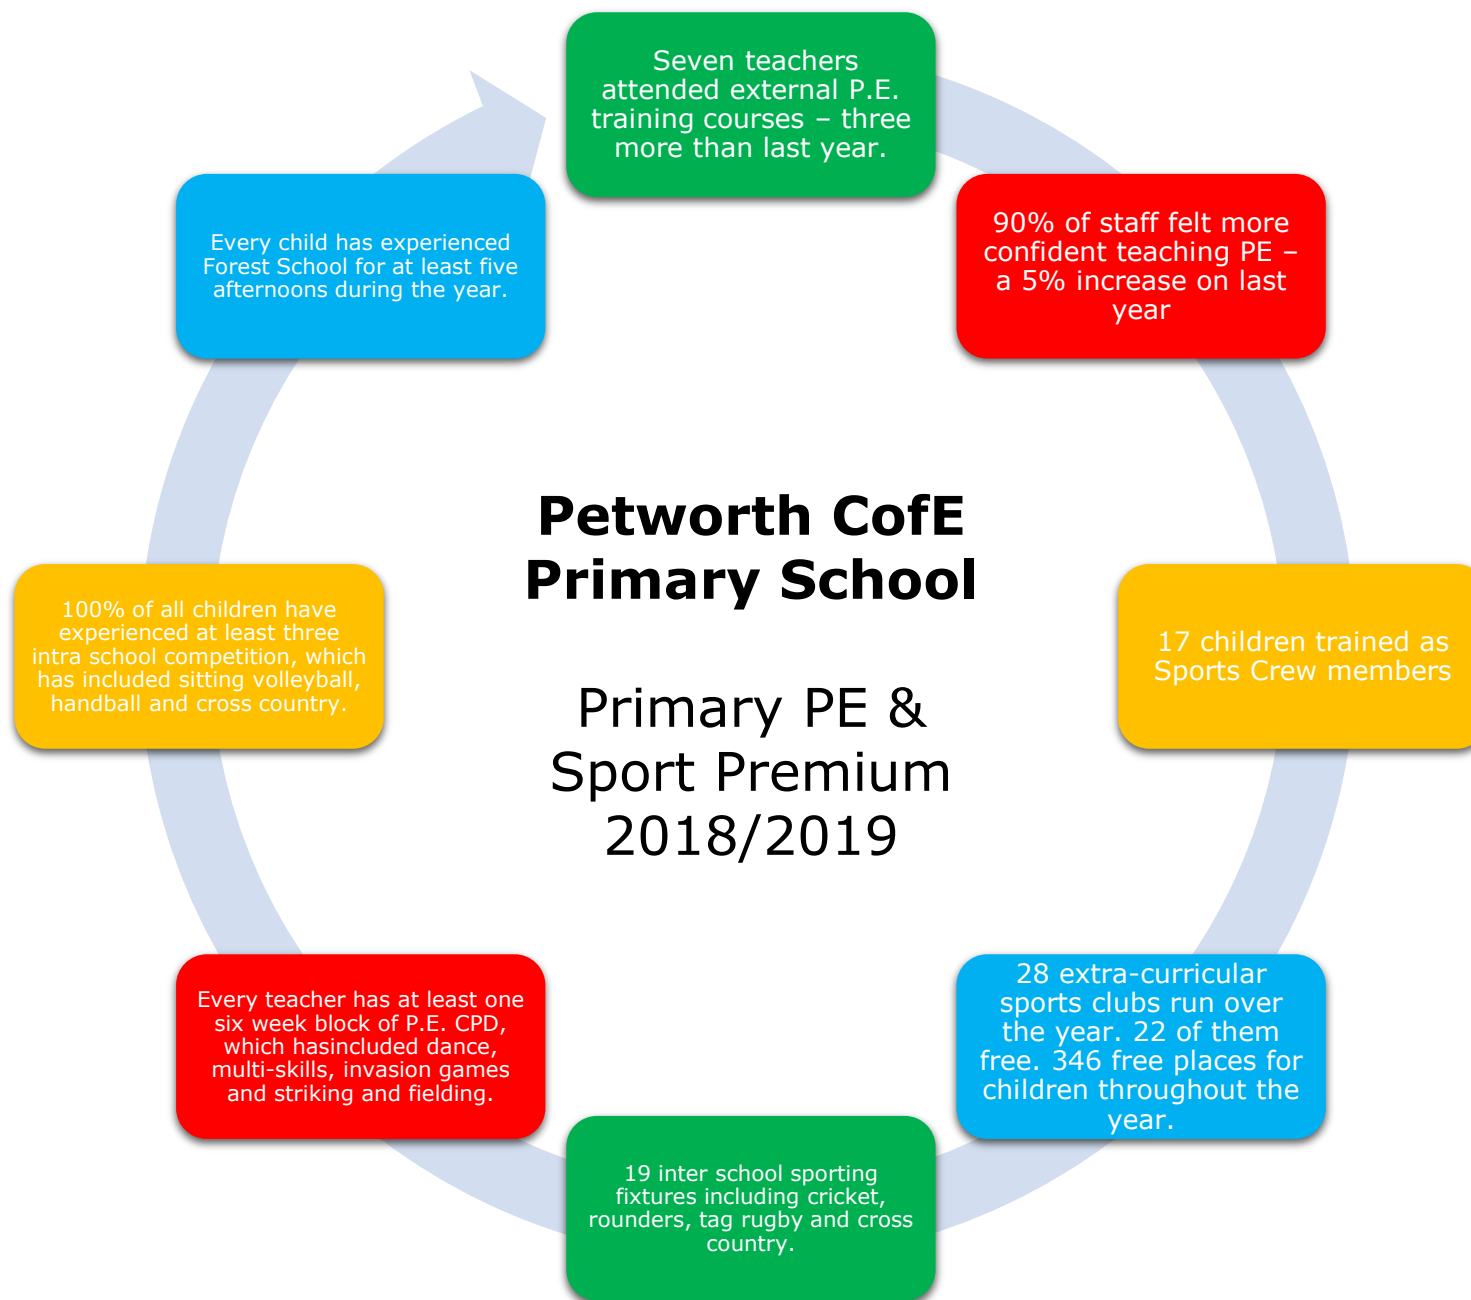 Seven teachers
attended external P.E.
training courses – three
more than last year.
90% of staff felt more
confident teaching PE –
a 5% increase on last
year
17 children trained as
Sports Crew members
28 extra-curricular
sports clubs run over
the year. 22 of them
free. 346 free places for
children throughout the
year.
19 inter school sporting
fixtures including cricket,
rounders, tag rugby and cross
country.
Every teacher has at least one
six week block of P.E. CPD,
which hasincluded dance,
multi-skills, invasion games
and striking and fielding.
100% of all children have
experienced at least three
intra school competition, which
has included sitting volleyball,
handball and cross country.
Every child has experienced
Forest School for at least five
afternoons during the year.
Petworth CofE
Primary School
Primary PE &
Sport Premium
2018/2019